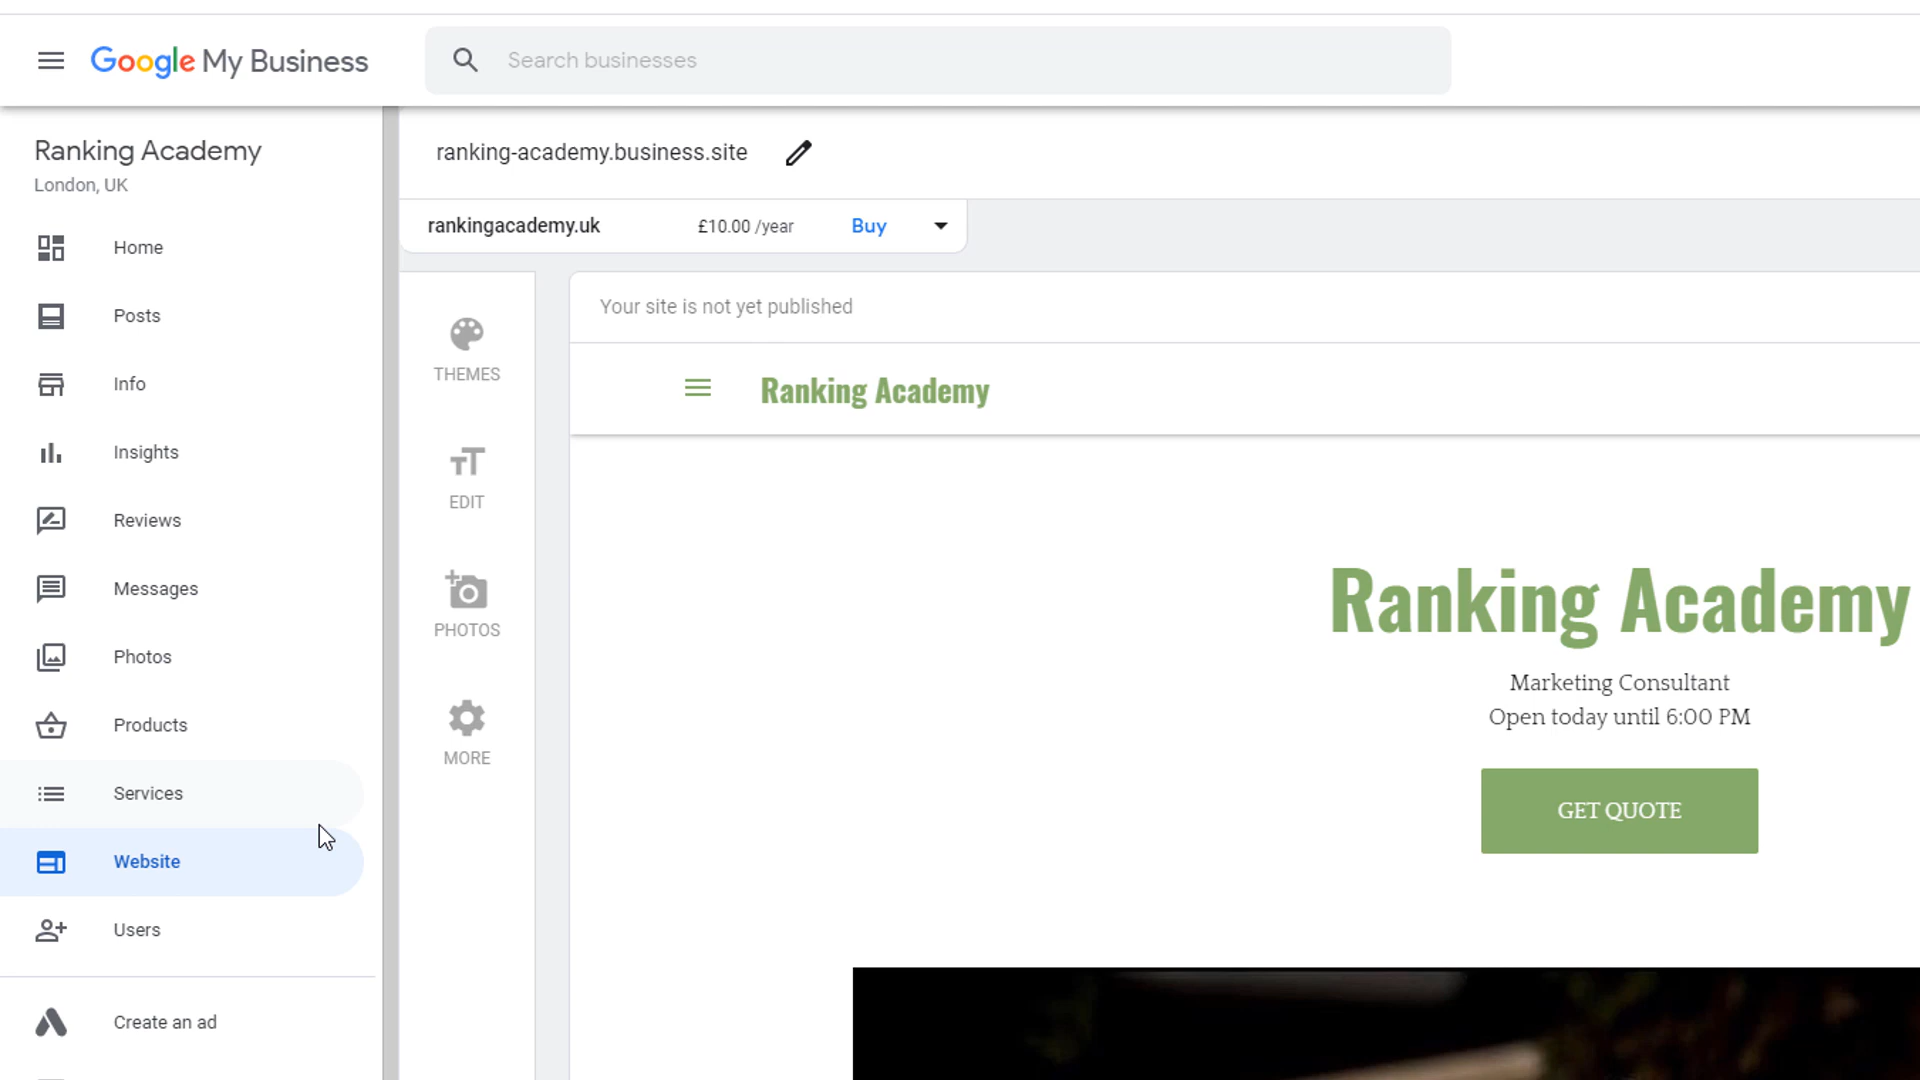 Google My Business
Search businesses
Ranking Academy
London, UK
Home
Posts
Info
Insights
Reviews
Messages
Photos
Products
Services
Website
Users
Create an ad
ranking-academy.business.site
rankingacademy.uk £10.00 /year Buy
THEMES
EDIT
PHOTOS
MORE
Your site is not yet published
Ranking Academy
Ranking Academy
Marketing Consultant
Open today until 6:00 PM
GET QUOTE